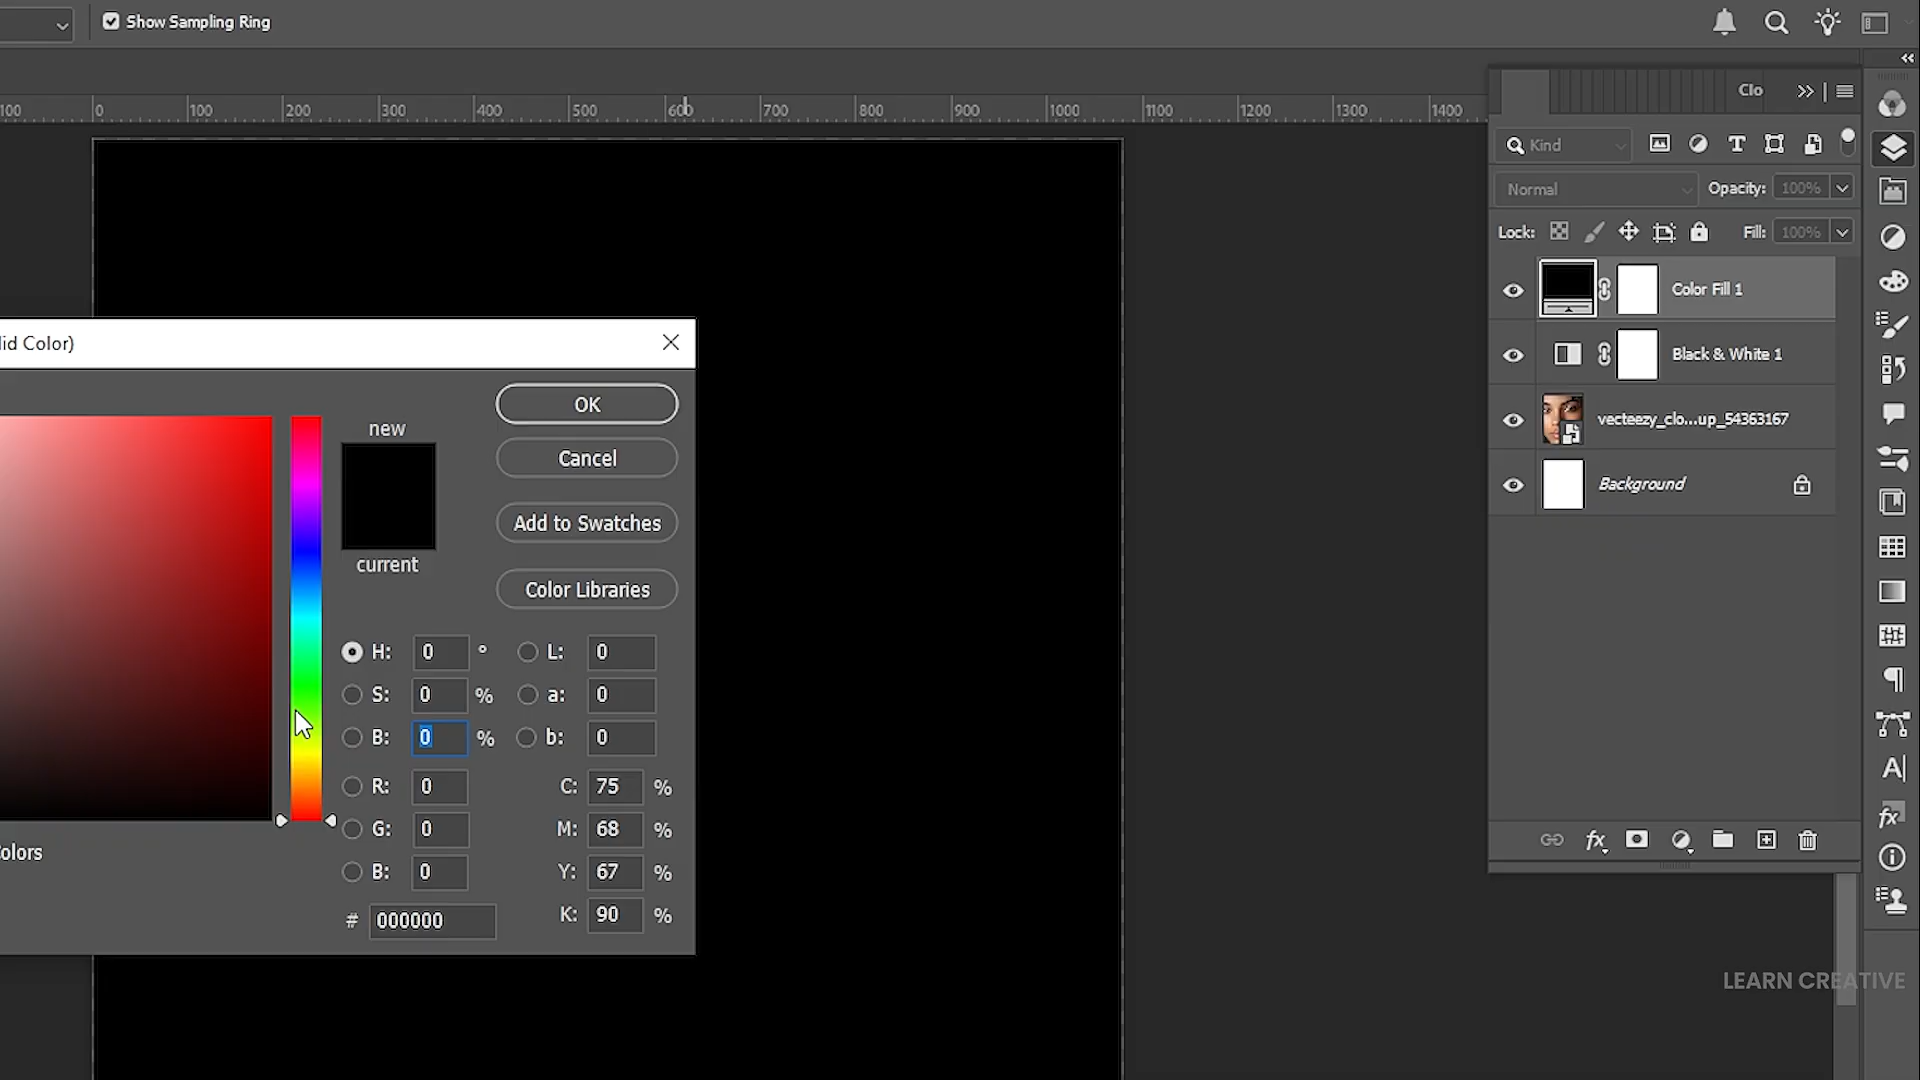 Show Sampling Ring
100 0 100 200 300 400 500 600 700 800 900 1000 1100 1200 1300 1400
Clo
Kind
Normal Opacity: 100%
Lock: Fill: 100%
Color Fill 1
Black & White 1
vecteezy_clo...up_54363167
Background
lid Color)
OK
new
Cancel
Add to Swatches
current
Color Libraries
H: 0 ° L: 0
S: 0 % a: 0
B: 0 % b: 0
R: 0 C: 75 %
G: 0 M: 68 %
olors
B: 0 Y: 67 %
# 000000 K: 90 %
LEARN CREATIVE